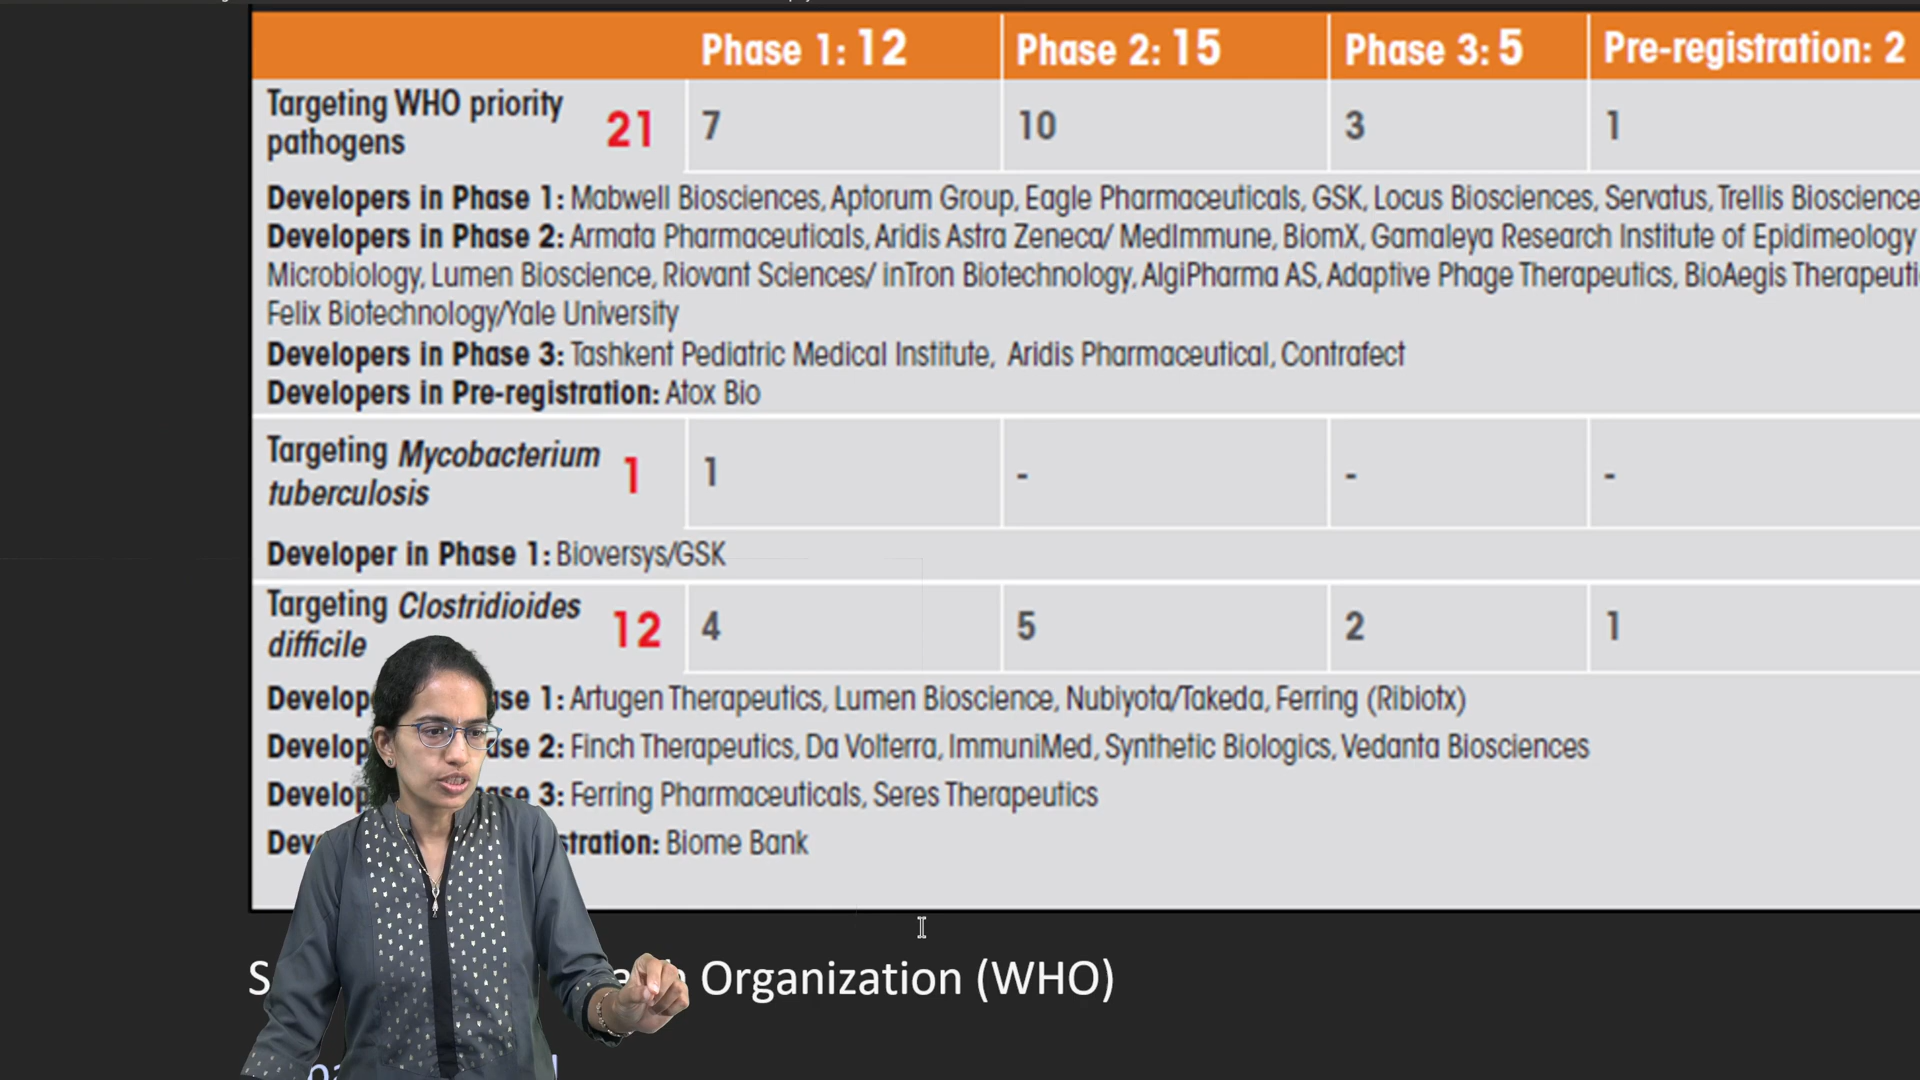 Phase 1: 12 Phase 2: 15 Phase 3: 5 Pre-registration: 2
Targeting WHO priority
pathogens 21 7 10 3 1
Developers in Phase 1: Mabwell Biosciences, Aptorum Group, Eagle Pharmaceuticals, GSK, Locus Biosciences, Servatus, Trellis Bioscience
Developers in Phase 2: Armata Pharmaceuticals, Aridis Astra Zeneca/ MedImmune, BiomX, Gamaleya Research Institute of Epidimeology
Microbiology, Lumen Bioscience, Riovant Sciences/ inTron Biotechnology, AlgiPharma AS, Adaptive Phage Therapeutics, BioAegis Therapeuti
Felix Biotechnology/Yale University
Developers in Phase 3: Tashkent Pediatric Medical Institute, Aridis Pharmaceutical, Contrafect
Developers in Pre-registration: Atox Bio
Targeting Mycobacterium
tuberculosis 1 1 - - -
Developer in Phase 1: Bioversys/GSK
Targeting Clostridioides
difficile 12 4 5 2 1
Develop se 1: Artugen Therapeutics, Lumen Bioscience, Nubiyota/Takeda, Ferring (Ribiotx)
Develop ase 2: Finch Therapeutics, Da Volterra, ImmuniMed, Synthetic Biologics, Vedanta Biosciences
Develop ase 3: Ferring Pharmaceuticals, Seres Therapeutics
Dev stration: Biome Bank
S Organization (WHO)